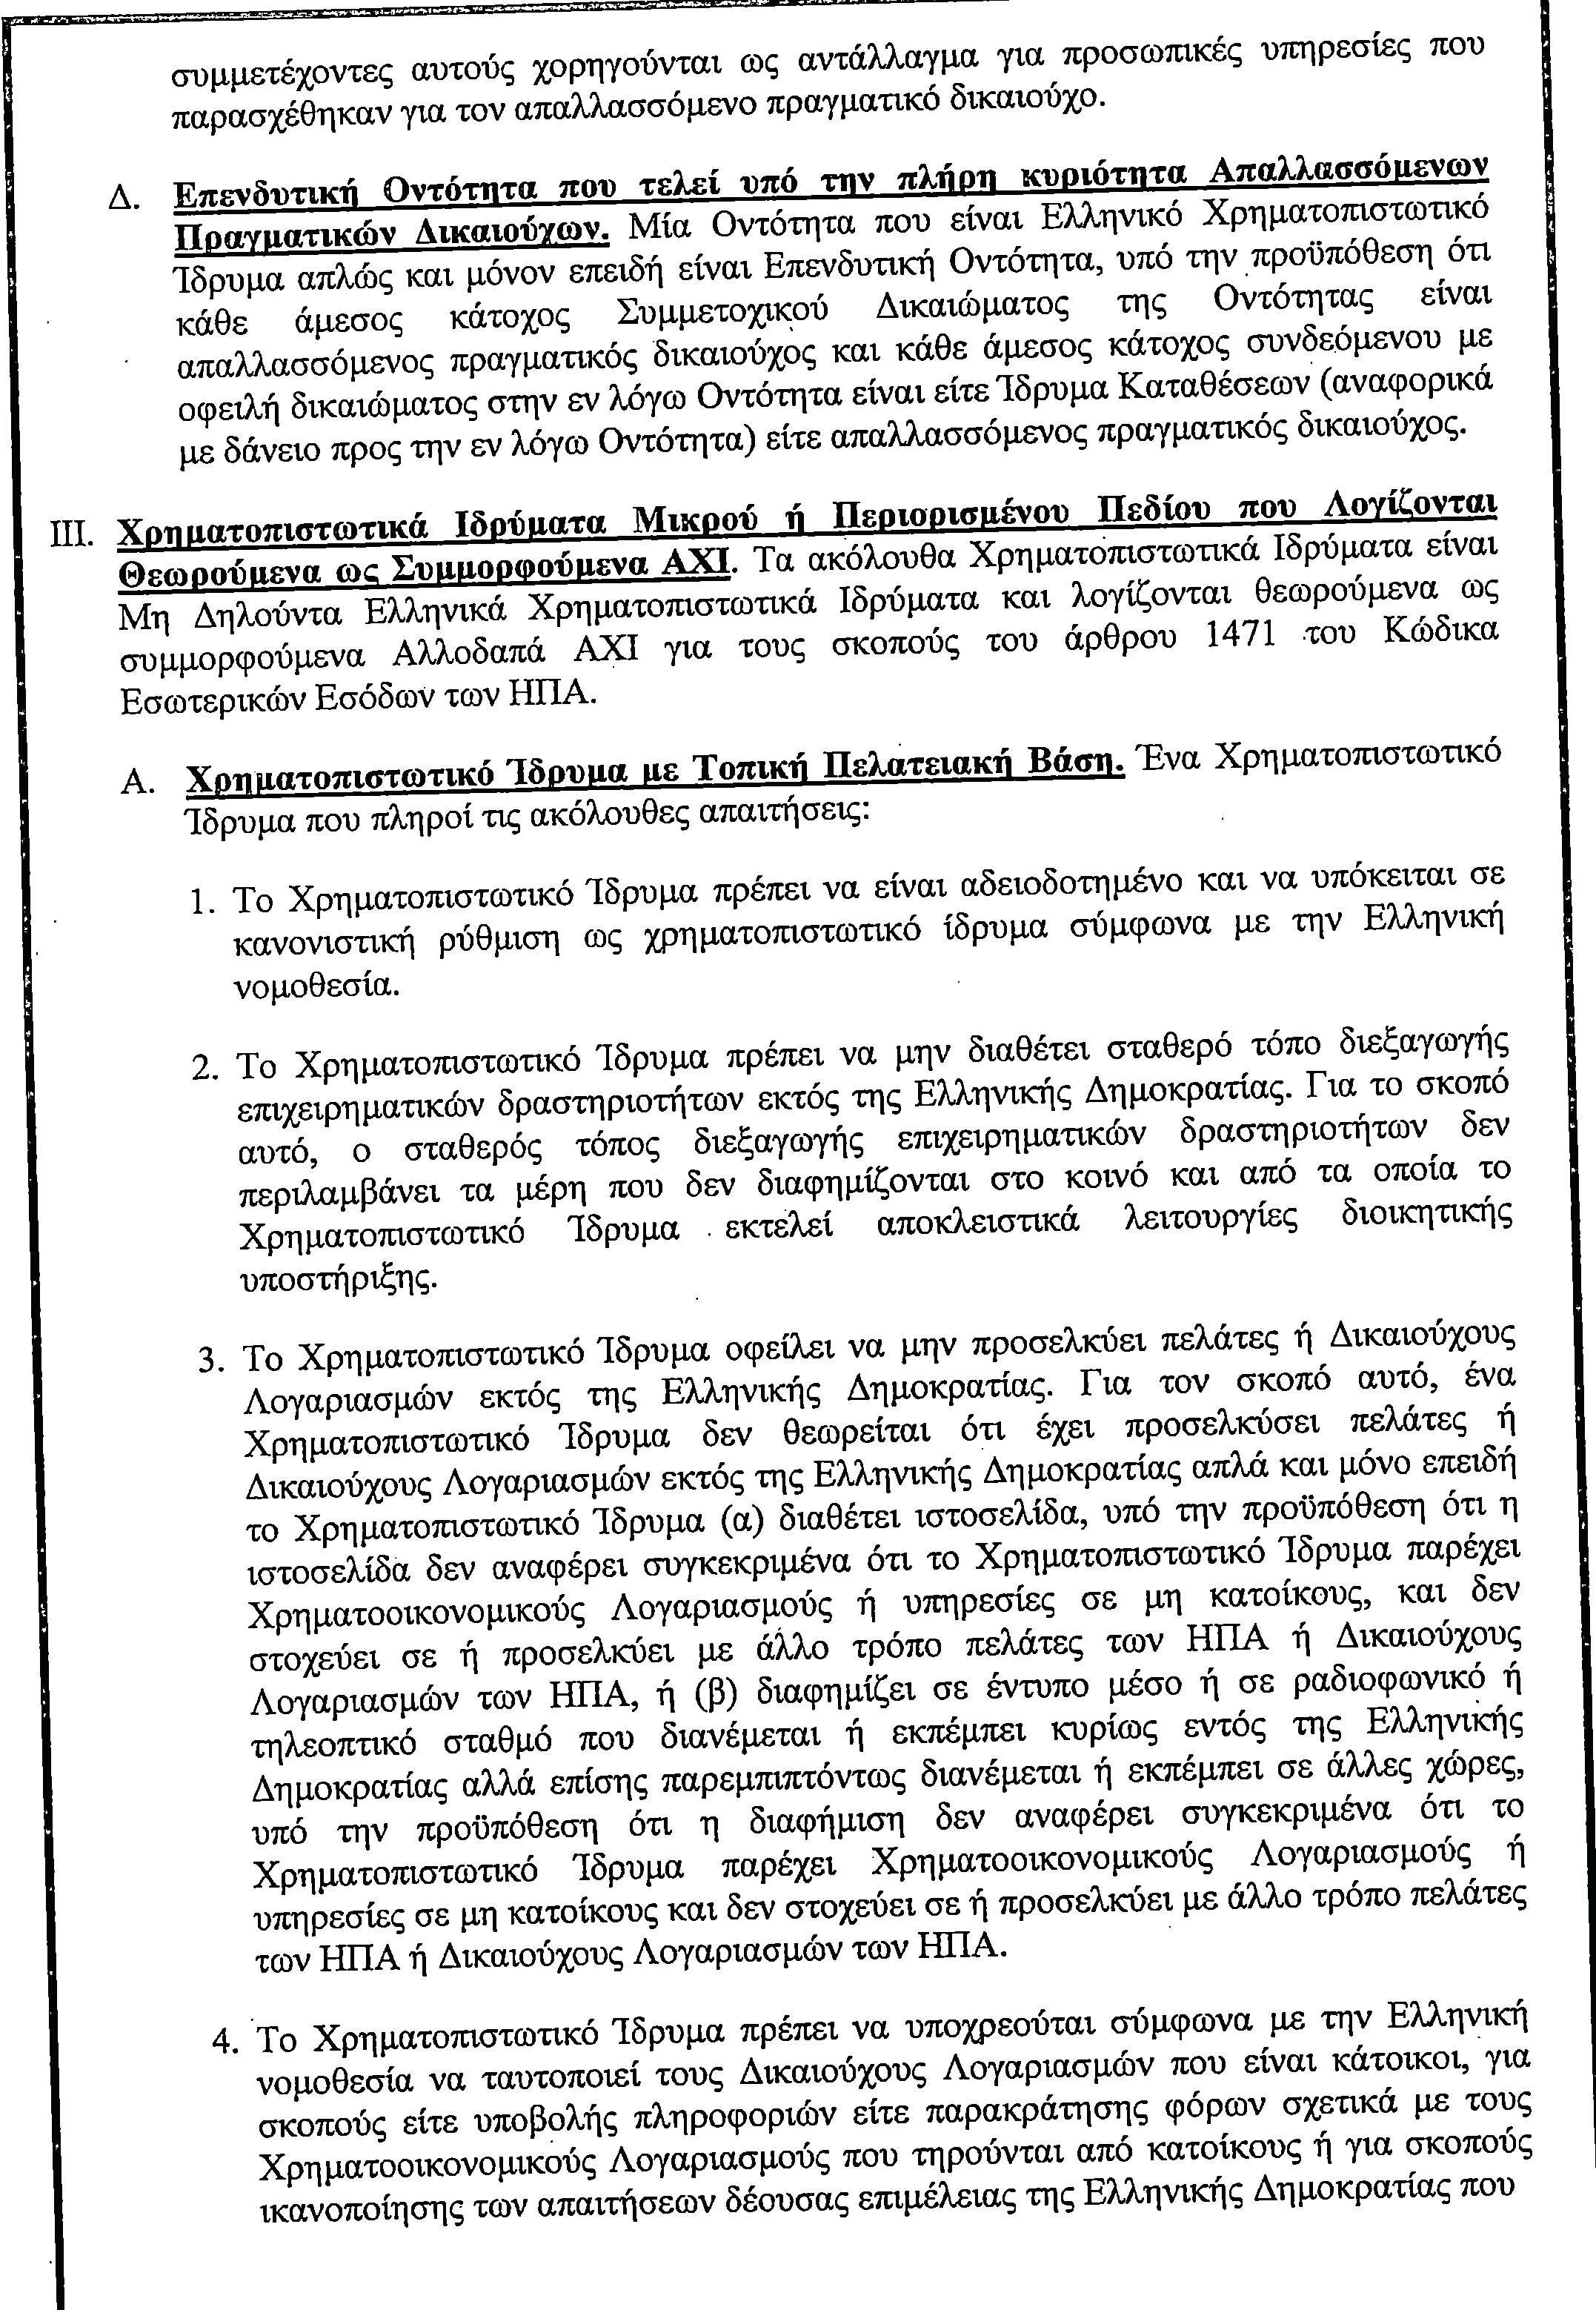 συμμετέχοντες αυτούς χορηγούνται ως αντάλλαγμα για προσωπικές υπηρεσίες που
παρασχέθηκαν για τον απαλλασσόμενο πραγματικό δικαιούχο.
Δ. Επενδυτική Οντότητα που τελεί υπό την πλήρη κυριότητα Απαλλασσόμενων
Πραγματικών Δικαιούχων. Μία Οντότητα που είναι Ελληνικό Χρηματοπιστωτικό
Ίδρυμα απλώς και μόνον επειδή είναι Επενδυτική Οντότητα, υπό την προϋπόθεση ότι
κάθε άμεσος κάτοχος Συμμετοχικού Δικαιώματος της Οντότητας είναι
απαλλασσόμενος πραγματικός δικαιούχος και κάθε άμεσος κάτοχος συνδεόμενου με
οφειλή δικαιώματος στην εν λόγω Οντότητα είναι είτε Ίδρυμα Καταθέσεων (αναφορικά
με δάνειο προς την εν λόγω Οντότητα) είτε απαλλασσόμενος πραγματικός δικαιούχος.
III. Χρηματοπιστωτικά Ιδρύματα Μικρού ή Περιορισμένου Πεδίου που Λογίζονται
Θεωρούμενα ως Συμμορφούμενα ΑΧΙ. Τα ακόλουθα Χρηματοπιστωτικά Ιδρύματα είναι
Μη Δηλούντα Ελληνικά Χρηματοπιστωτικά Ιδρύματα και λογίζονται θεωρούμενα ως
συμμορφούμενα Αλλοδαπά ΑΧΙ για τους σκοπούς του άρθρου 1471 του Κώδικα
Εσωτερικών Εσόδων των ΗΠΑ.
Α. Χρηματοπιστωτικό Ίδρυμα με Τοπική Πελατειακή Βάση. Ένα Χρηματοπιστωτικό
Ίδρυμα που πληροί τις ακόλουθες απαιτήσεις:
1. Το Χρηματοπιστωτικό Ίδρυμα πρέπει να είναι αδειοδοτημένο και να υπόκειται σε
κανονιστική ρύθμιση ως χρηματοπιστωτικό ίδρυμα σύμφωνα με την Ελληνική
νομοθεσία.
2. Το Χρηματοπιστωτικό Ίδρυμα πρέπει να μην διαθέτει σταθερό τόπο διεξαγωγής
επιχειρηματικών δραστηριοτήτων εκτός της Ελληνικής Δημοκρατίας. Για το σκοπό
αυτό, ο σταθερός τόπος διεξαγωγής επιχειρηματικών δραστηριοτήτων δεν
περιλαμβάνει τα μέρη που δεν διαφημίζονται στο κοινό και από τα οποία το
Χρηματοπιστωτικό Ίδρυμα εκτελεί αποκλειστικά λειτουργίες διοικητικής
υποστήριξης.
3. Το Χρηματοπιστωτικό Ίδρυμα οφείλει να μην προσελκύει πελάτες ή Δικαιούχους
Λογαριασμών εκτός της Ελληνικής Δημοκρατίας. Για τον σκοπό αυτό, ένα
Χρηματοπιστωτικό Ίδρυμα δεν θεωρείται ότι έχει προσελκύσει πελάτες ή
Δικαιούχους Λογαριασμών εκτός της Ελληνικής Δημοκρατίας απλά και μόνο επειδή
το Χρηματοπιστωτικό Ίδρυμα (α) διαθέτει ιστοσελίδα, υπό την προϋπόθεση ότι η
ιστοσελίδα δεν αναφέρει συγκεκριμένα ότι το Χρηματοπιστωτικό Ίδρυμα παρέχει
Χρηματοοικονομικούς Λογαριασμούς ή υπηρεσίες σε μη κατοίκους, και δεν
στοχεύει σε ή προσελκύει με άλλο τρόπο πελάτες των ΗΠΑ ή Δικαιούχους
Λογαριασμών των ΗΠΑ, ή (β) διαφημίζει σε έντυπο μέσο ή σε ραδιοφωνικό ή
τηλεοπτικό σταθμό που διανέμεται ή εκπέμπει κυρίως εντός της Ελληνικής
Δημοκρατίας αλλά επίσης παρεμπιπτόντως διανέμεται ή εκπέμπει σε άλλες χώρες,
υπό την προϋπόθεση ότι η διαφήμιση δεν αναφέρει συγκεκριμένα ότι το
Χρηματοπιστωτικό Ίδρυμα παρέχει Χρηματοοικονομικούς Λογαριασμούς ή
υπηρεσίες σε μη κατοίκους και δεν στοχεύει σε ή προσελκύει με άλλο τρόπο πελάτες
των ΗΠΑ ή Δικαιούχους Λογαριασμών των ΗΠΑ.
4. Το Χρηματοπιστωτικό Ίδρυμα πρέπει να υποχρεούται σύμφωνα με την Ελληνική
νομοθεσία να ταυτοποιεί τους Δικαιούχους Λογαριασμών που είναι κάτοικοι, για
σκοπούς είτε υποβολής πληροφοριών είτε παρακράτησης φόρων σχετικά με τους
Χρηματοοικονομικούς Λογαριασμούς που τηρούνται από κατοίκους ή για σκοπούς
ικανοποίησης των απαιτήσεων δέουσας επιμέλειας της Ελληνικής Δημοκρατίας που